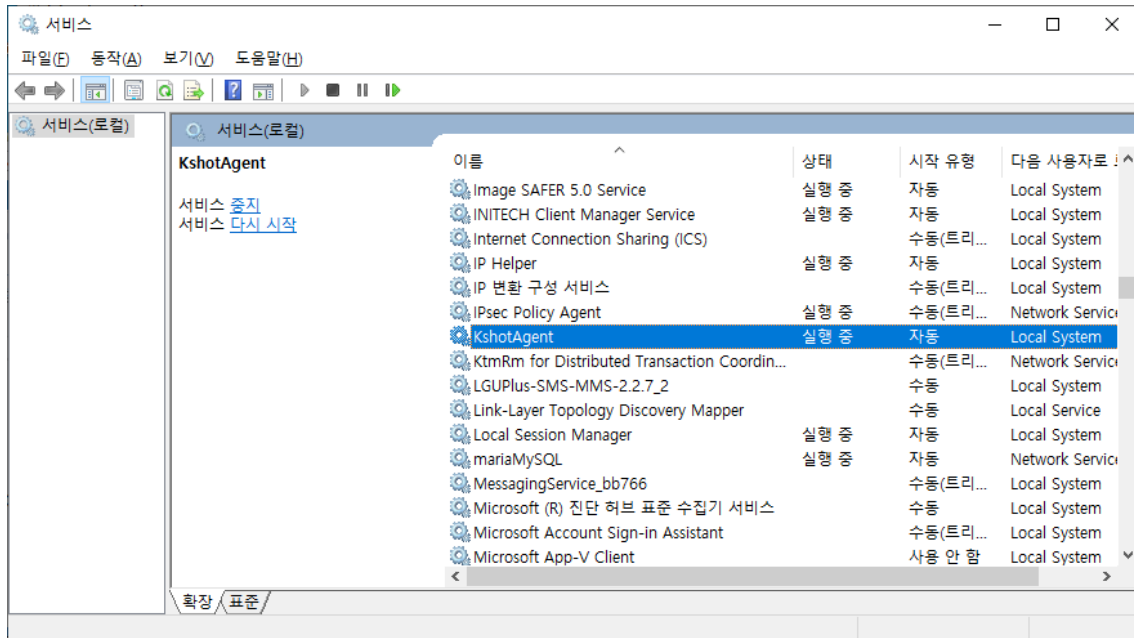 서비스
파일(F) 동작(A) 보기(V) 도움말(H)
서비스(로컬)
서비스(로컬)
KshotAgent
서비스 중지
서비스 다시 시작
이름 상태 시작 유형 다음 사용자로
Image SAFER 5.0 Service 실행 중 자동 Local System
INITECH Client Manager Service 실행 중 자동 Local System
Internet Connection Sharing (ICS) 수동(트리... Local System
IP Helper 실행 중 자동 Local System
IP 변환 구성 서비스 수동(트리... Local System
IPsec Policy Agent 실행 중 수동(트리... Network Servic
KshotAgent 실행 중 자동 Local System
KtmRm for Distributed Transaction Coordin... 수동(트리... Network Servic
LGUPlus-SMS-MMS-2.2.7_2 수동 Local System
Link-Layer Topology Discovery Mapper 수동 Local Service
Local Session Manager 실행 중 자동 Local System
mariaMySQL 실행 중 자동 Network Servic
MessagingService_bb766 수동(트리... Local System
Microsoft (R) 진단 허브 표준 수집기 서비스 수동 Local System
Microsoft Account Sign-in Assistant 수동(트리... Local System
Microsoft App-V Client 사용 안 함 Local System
확장 표준